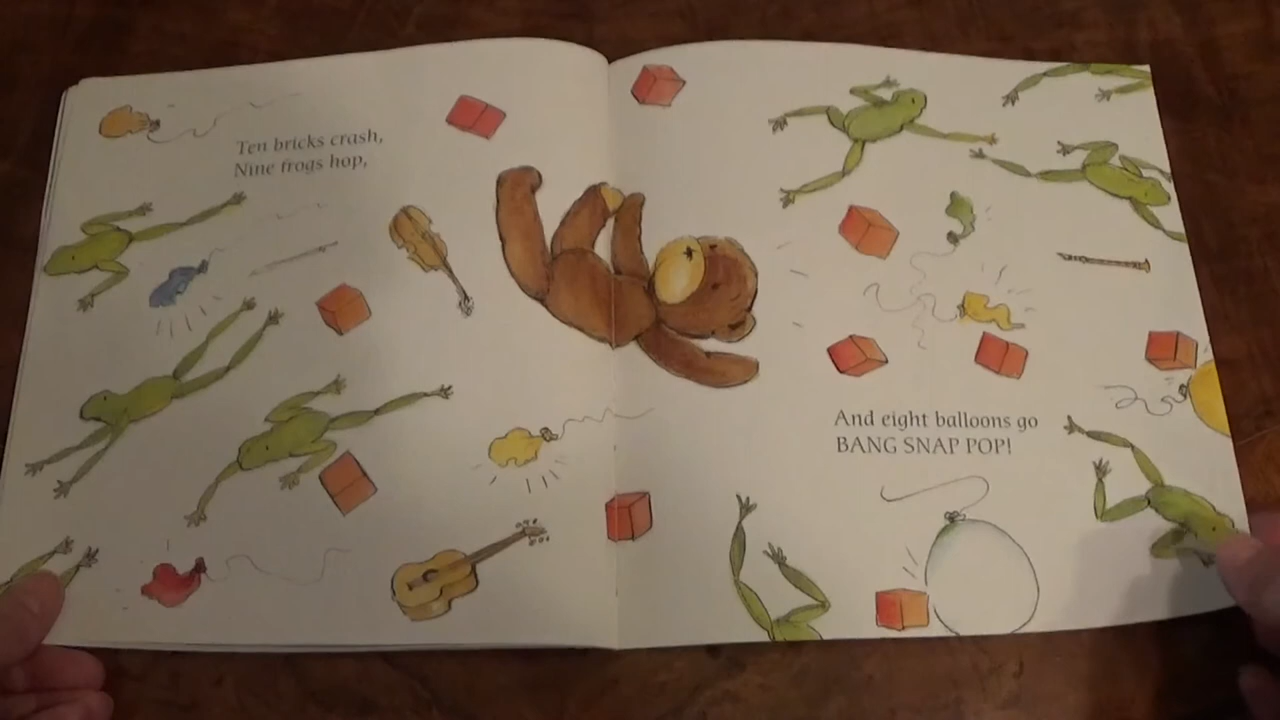 Ten bricks crash,
Nine frogs hop,
And eight balloons go
BANG SNAP POP!